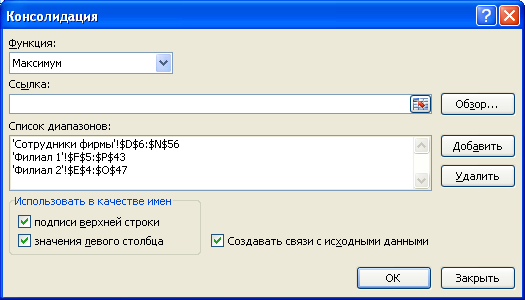 Консолидация
Функция:
Максимум
Ссылка:
Обзор...
Список диапазонов:
'Сотрудники фирмы'!$D$6:$N$56
'Филиал 1'!$F$5:$P$43
'Филиал 2'!$E$4:$O$47
Добавить
Удалить
Использовать в качестве имен
подписи верхней строки
значения левого столбца
Создавать связи с исходными данными
ОК
Закрыть